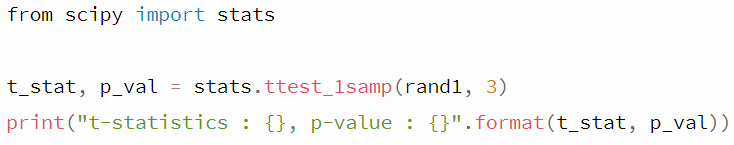 from scipy import stats
t_stat, p_val = stats.ttest_1samp(rand1, 3)
print("t-statistics : {}, p-value : {}".format(t_stat, p_val))